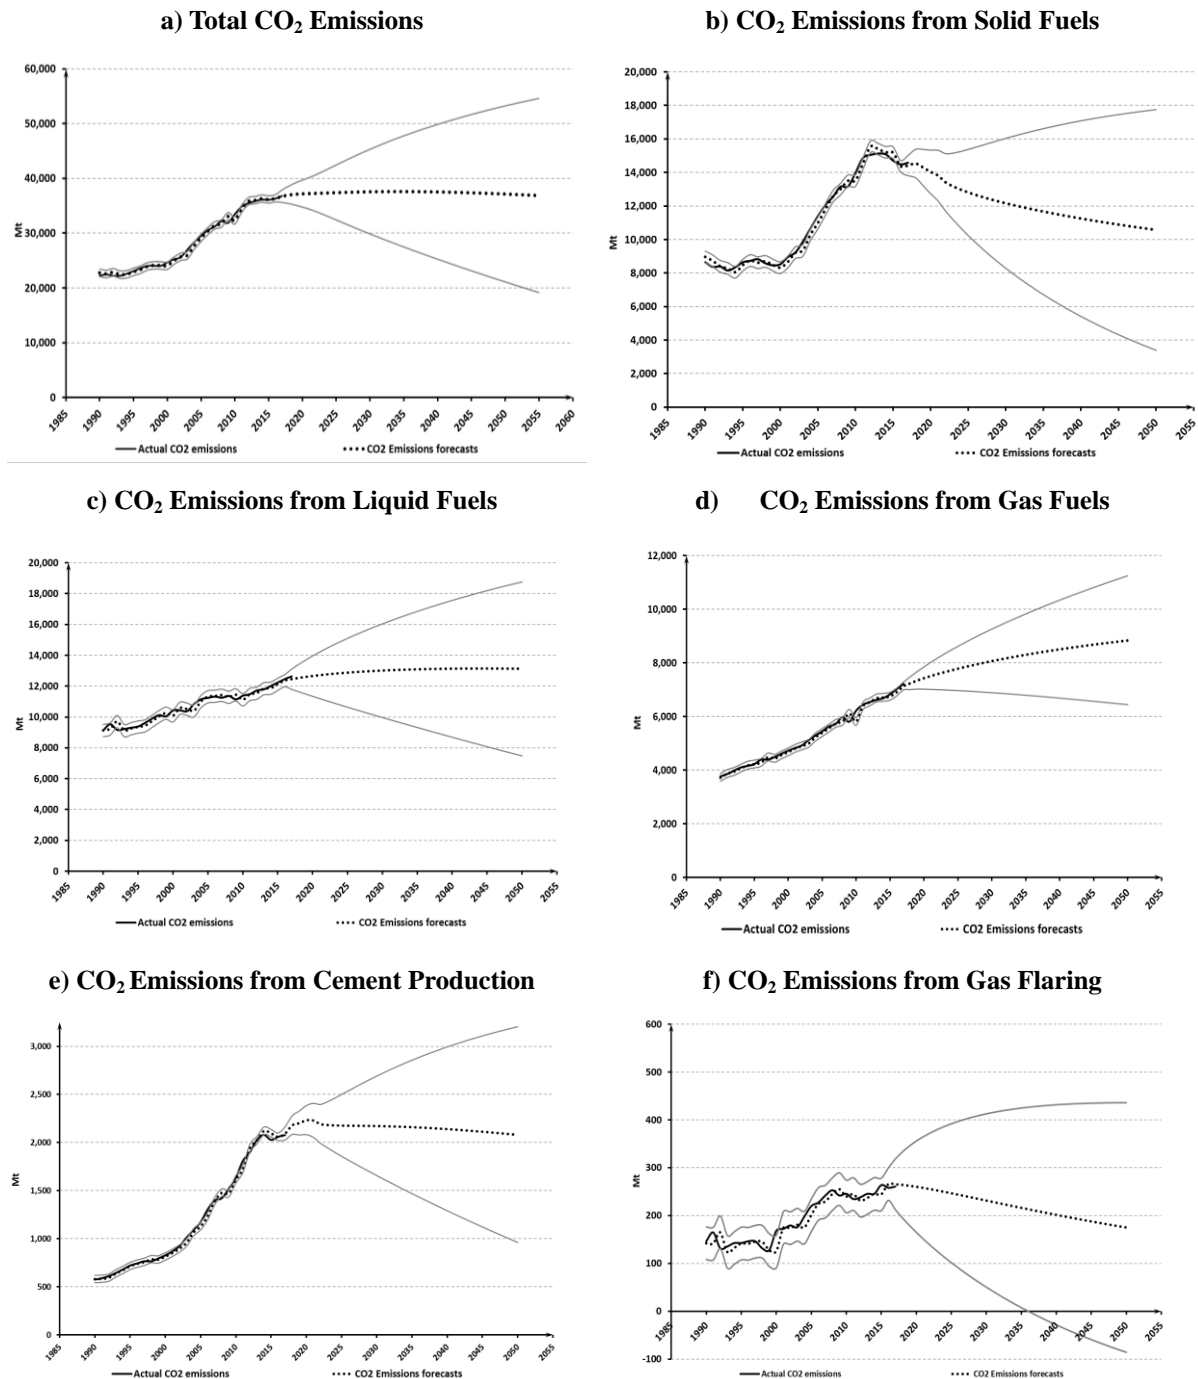 a) Total CO2 Emissions
60,000
50,000
40,000
30,000
20,000
10,000
0
Mt
1985 1990 1995 2000 2005 2010 2015 2020 2025 2030 2035 2040 2045 2050 2055 2060
Actual CO2 emissions CO2 Emissions forecasts
b) CO2 Emissions from Solid Fuels
20,000
18,000
16,000
14,000
12,000
10,000
8,000
6,000
4,000
2,000
0
Mt
1985 1990 1995 2000 2005 2010 2015 2020 2025 2030 2035 2040 2045 2050 2055
Actual CO2 emissions CO2 Emissions forecasts
c) CO2 Emissions from Liquid Fuels
20,000
18,000
16,000
14,000
12,000
10,000
8,000
6,000
4,000
2,000
0
Mt
1985 1990 1995 2000 2005 2010 2015 2020 2025 2030 2035 2040 2045 2050 2055
Actual CO2 emissions CO2 Emissions forecasts
d) CO2 Emissions from Gas Fuels
12,000
10,000
8,000
6,000
4,000
2,000
0
Mt
1985 1990 1995 2000 2005 2010 2015 2020 2025 2030 2035 2040 2045 2050 2055
Actual CO2 emissions CO2 Emissions forecasts
e) CO2 Emissions from Cement Production
3,000
2,500
2,000
1,500
1,000
500
0
Mt
1985 1990 1995 2000 2005 2010 2015 2020 2025 2030 2035 2040 2045 2050 2055
Actual CO2 emissions CO2 Emissions forecasts
f) CO2 Emissions from Gas Flaring
600
500
400
300
200
100
0
-100
Mt
1985 1990 1995 2000 2005 2010 2015 2020 2025 2030 2035 2040 2045 2050 2055
Actual CO2 emissions CO2 Emissions forecasts